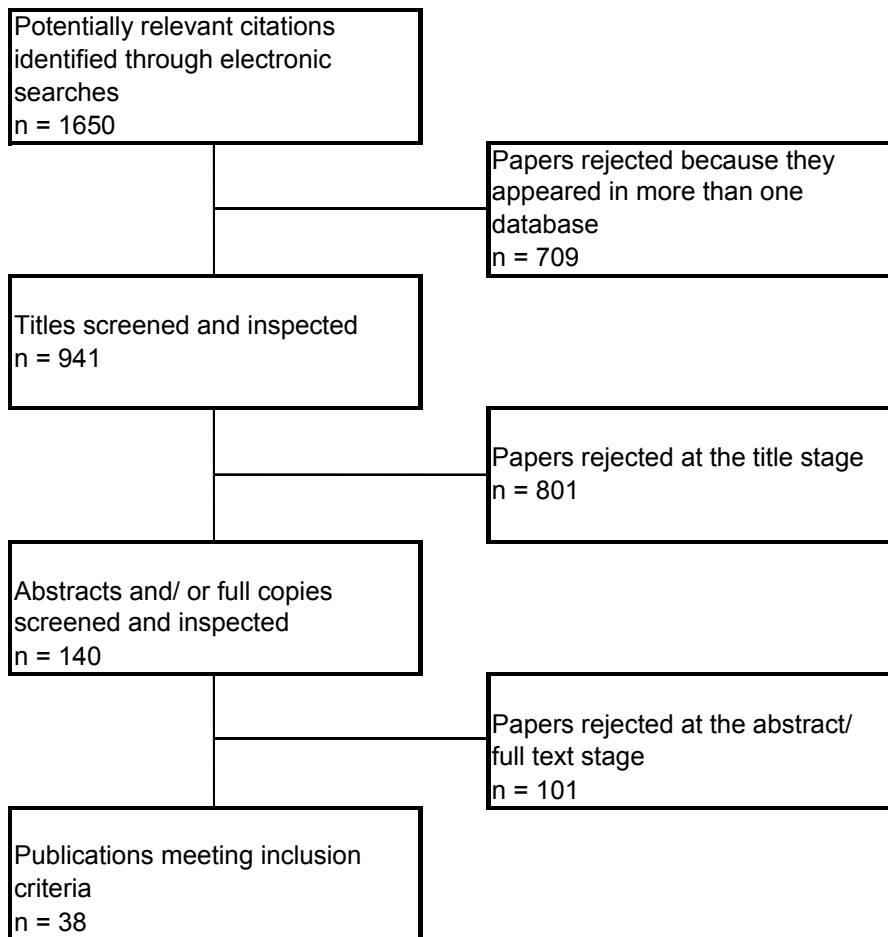 Potentially relevant citations
identified through electronic
searches
n = 1650
Papers rejected because they
appeared in more than one
database
n = 709
Titles screened and inspected
n = 941
Papers rejected at the title stage
n = 801
Abstracts and/ or full copies
screened and inspected
n = 140
Papers rejected at the abstract/
full text stage
n = 101
Publications meeting inclusion
criteria
n = 38